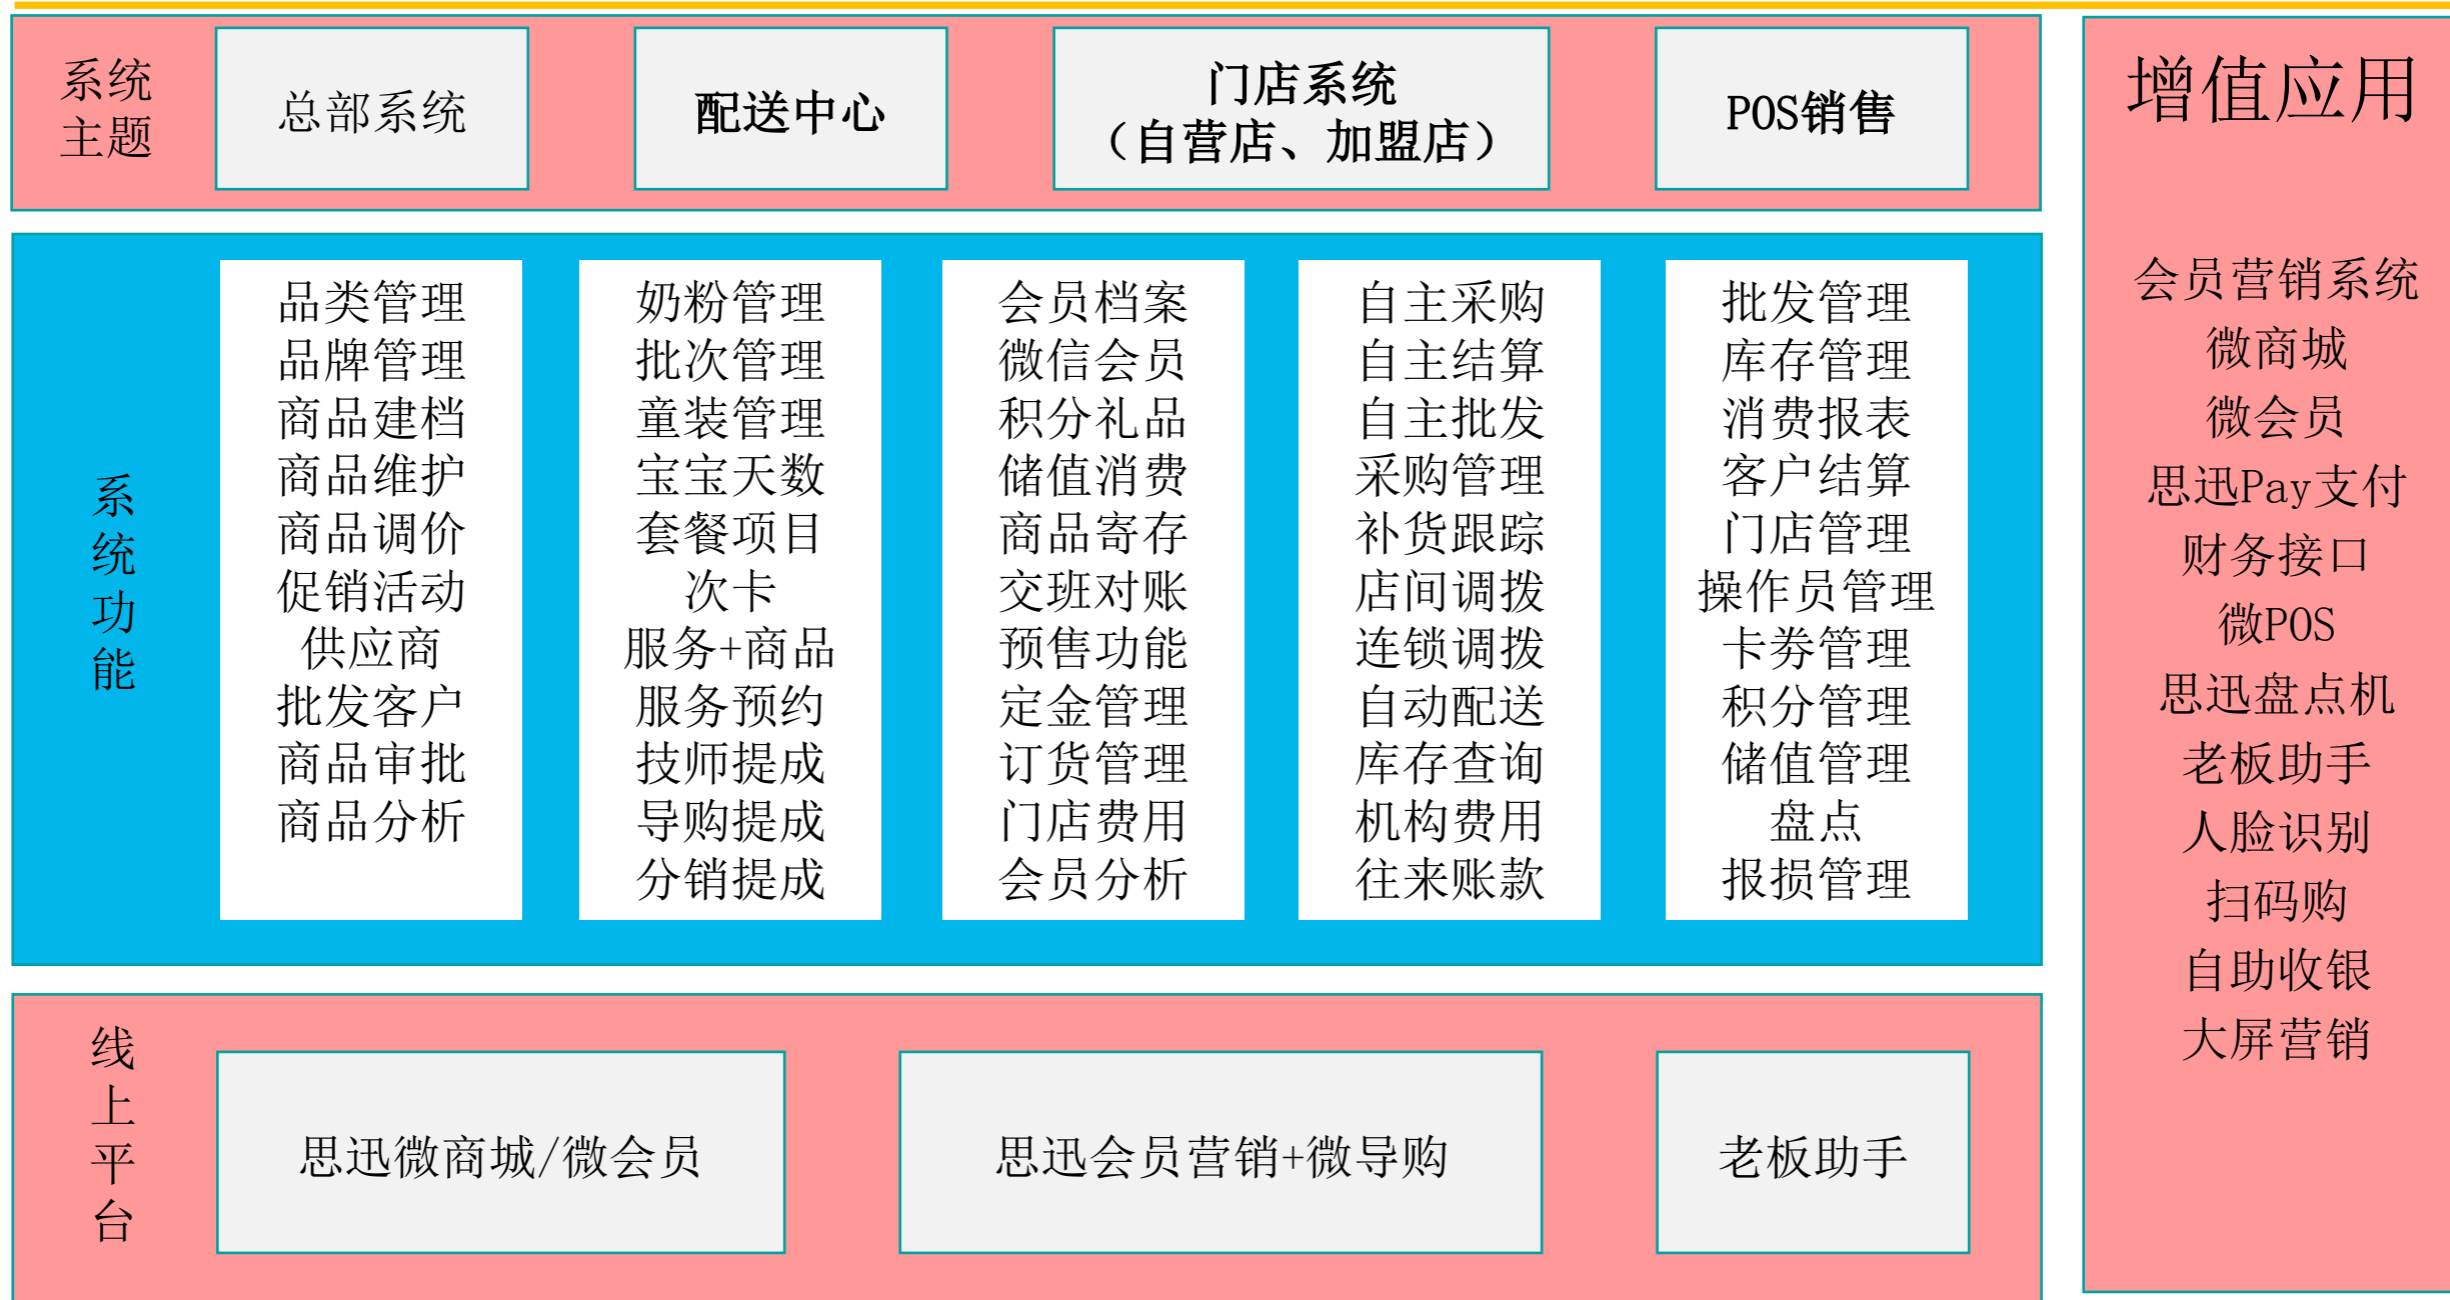 系统
主题
总部系统
配送中心
门店系统
（自营店、加盟店）
POS销售
系
统
功
能
品类管理
品牌管理
商品建档
商品维护
商品调价
促销活动
供应商
批发客户
商品审批
商品分析
奶粉管理
批次管理
童装管理
宝宝天数
套餐项目
次卡
服务+商品
服务预约
技师提成
导购提成
分销提成
会员档案
微信会员
积分礼品
储值消费
商品寄存
交班对账
预售功能
定金管理
订货管理
门店费用
会员分析
自主采购
自主结算
自主批发
采购管理
补货跟踪
店间调拨
连锁调拨
自动配送
库存查询
机构费用
往来账款
批发管理
库存管理
消费报表
客户结算
门店管理
操作员管理
卡券管理
积分管理
储值管理
盘点
报损管理
线
上
平
台
思迅微商城/微会员
思迅会员营销+微导购
老板助手
增值应用
会员营销系统
微商城
微会员
思迅Pay支付
财务接口
微POS
思迅盘点机
老板助手
人脸识别
扫码购
自助收银
大屏营销